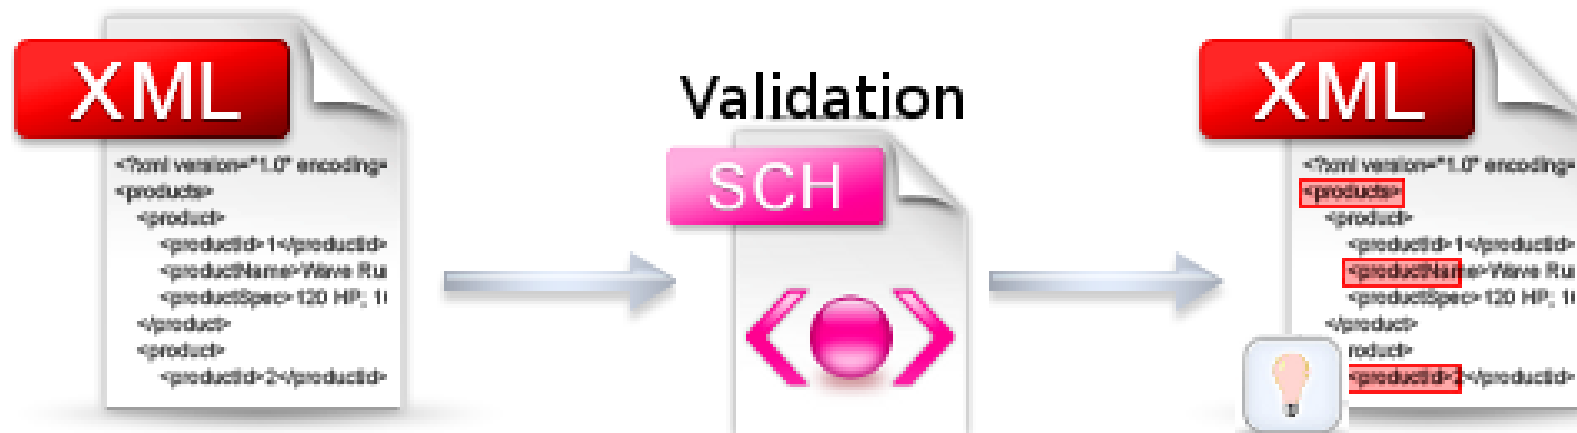 XML
<?xml version="1.0" encoding=
<products>
<product>
<productId>1</productId>
<productName>Wave Ru
<productSpec>120 HP; 1
</product>
<product>
<productId>2</productId>
Validation
SCH
XML
<?xml version="1.0" encoding=
<products>
<product>
<productId>1</productId>
<productName>Wave Ru
<productSpec>120 HP; 1
</product>
roduct>
<productId>2</productId>